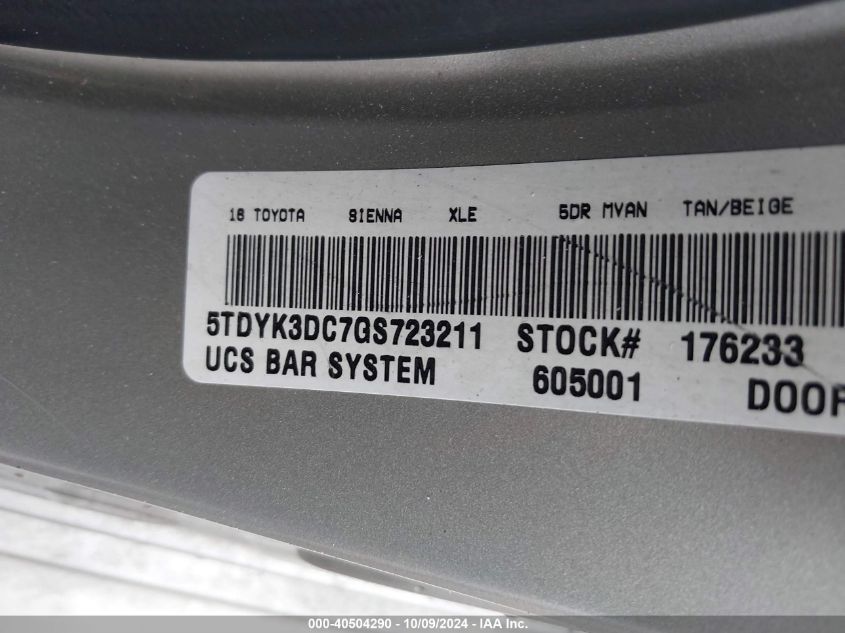 16 TOYOTA SIENNA XLE 5DR MVAN TAN/BEIGE
5TDYK3DC7GS723211 STOCK# 176233
UCS BAR SYSTEM 605001 DOOR
000-40504290 - 10/09/2024 - IAA Inc.